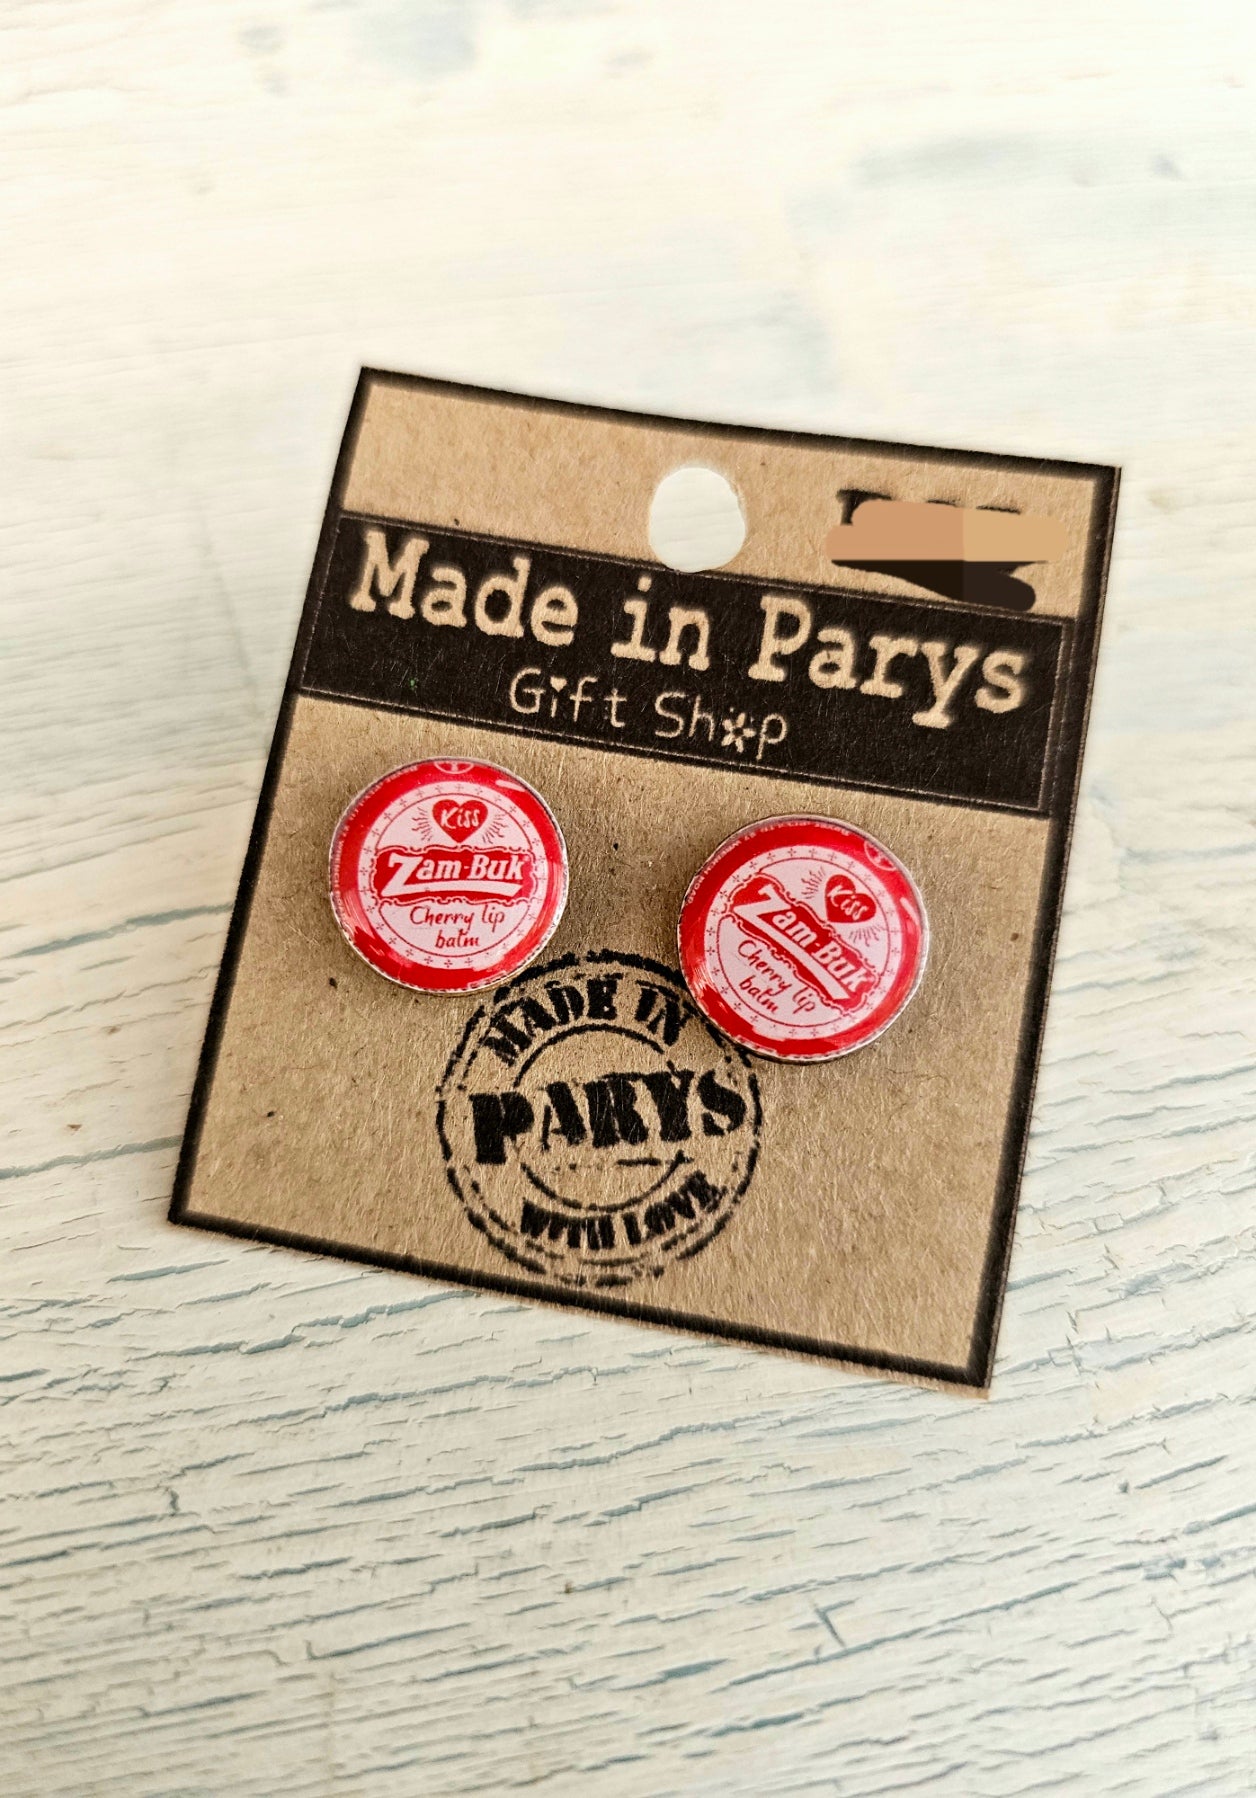 Made in Parys
Gift Shop
Kiss
Zam-Buk
Cherry lip
balm
Kiss
Zam-Buk
Cherry lip
balm
MADE IN
PARYS
WITH LOVE